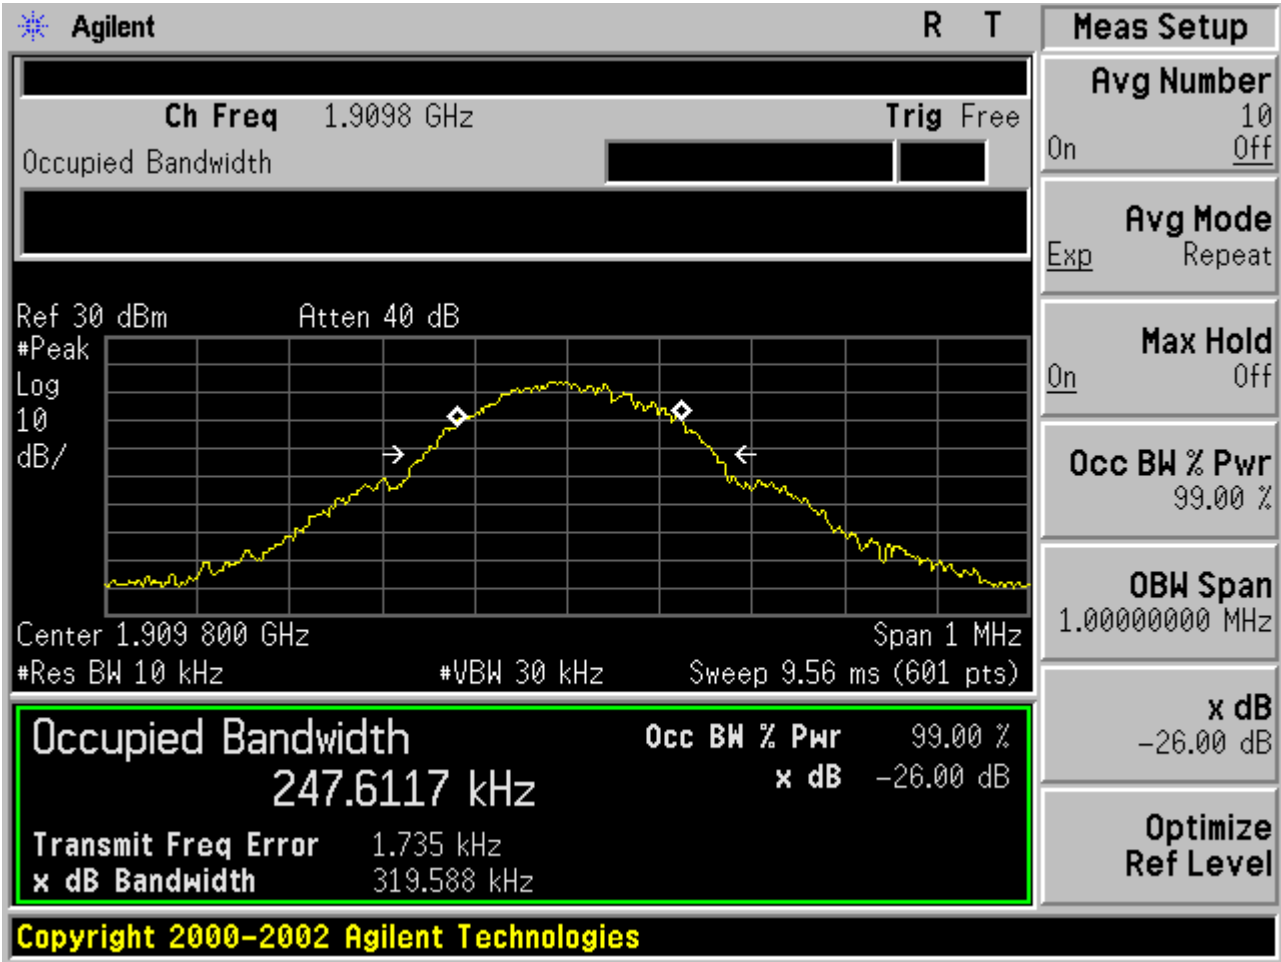 Agilent
R T
Ch Freq 1.9098 GHz
Trig Free
Occupied Bandwidth
Ref 30 dBm
Atten 40 dB
#Peak
Log
10
dB/
Center 1.909 800 GHz
Span 1 MHz
#Res BW 10 kHz
#VBW 30 kHz
Sweep 9.56 ms (601 pts)
Occupied Bandwidth
247.6117 kHz
Occ BW % Pwr 99.00 %
x dB -26.00 dB
Transmit Freq Error 1.735 kHz
x dB Bandwidth 319.588 kHz
Copyright 2000-2002 Agilent Technologies
Meas Setup
Avg Number
10
On Off
Avg Mode
Exp Repeat
Max Hold
On Off
Occ BW % Pwr
99.00 %
OBW Span
1.00000000 MHz
x dB
-26.00 dB
Optimize
Ref Level